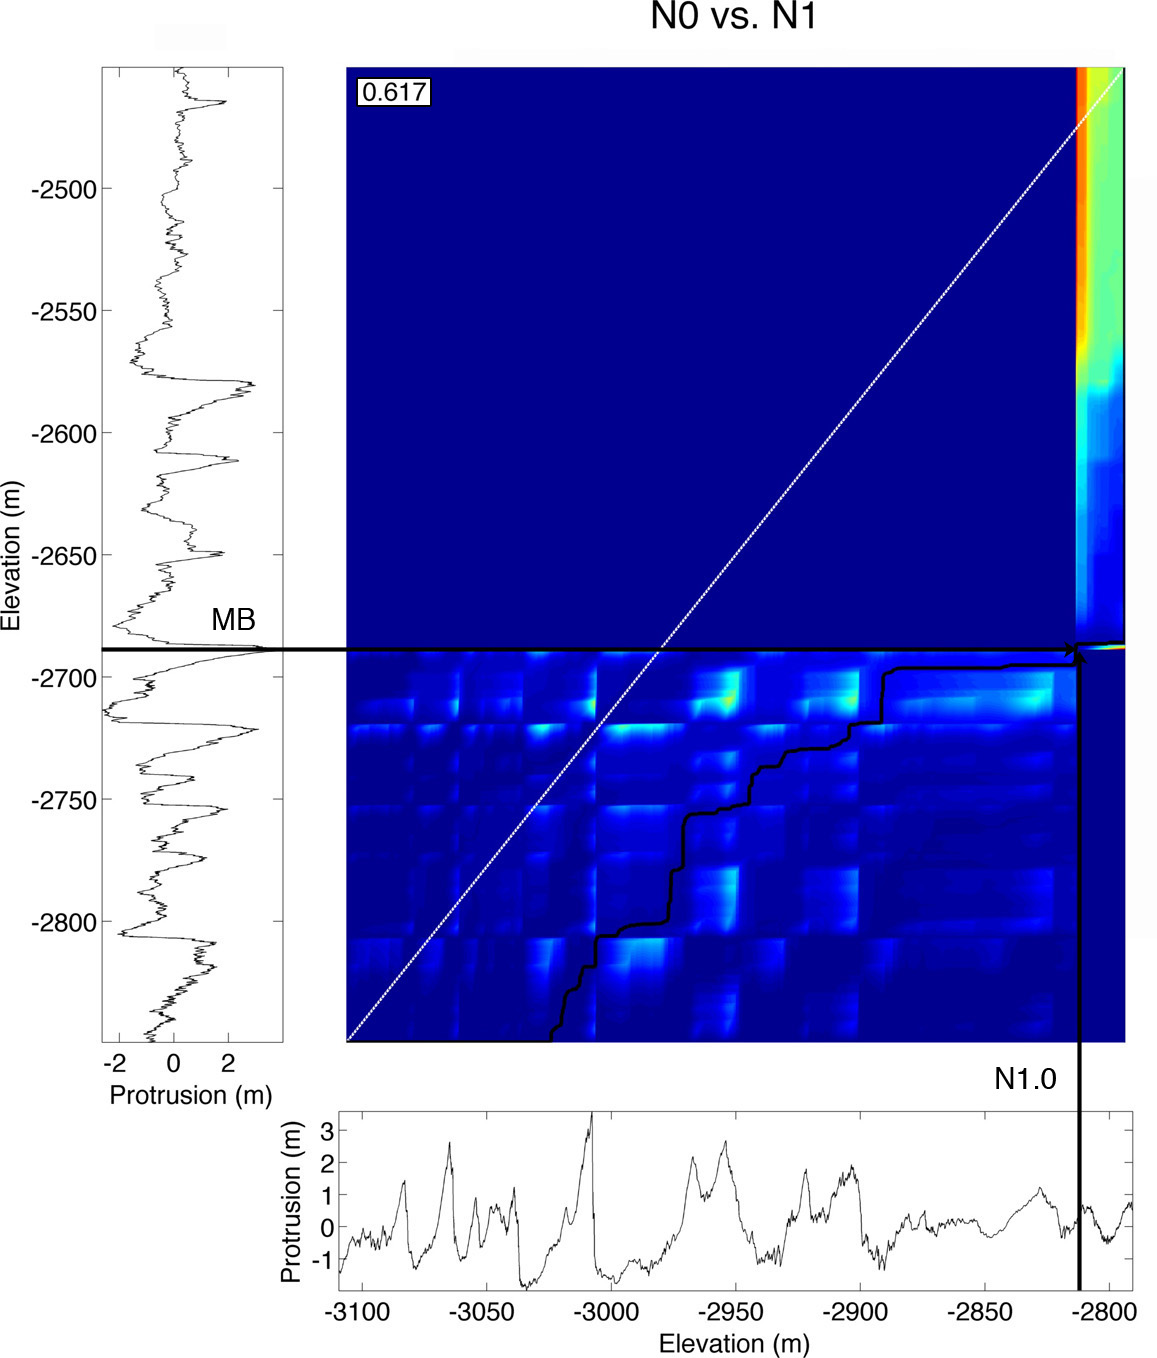 N0 vs. N1
0.617
-2500
-2550
-2600
-2650
MB
-2700
-2750
-2800
Elevation (m)
-2 0 2
Protrusion (m)
N1.0
3
2
1
0
-1
Protrusion (m)
-3100 -3050 -3000 -2950 -2900 -2850 -2800
Elevation (m)